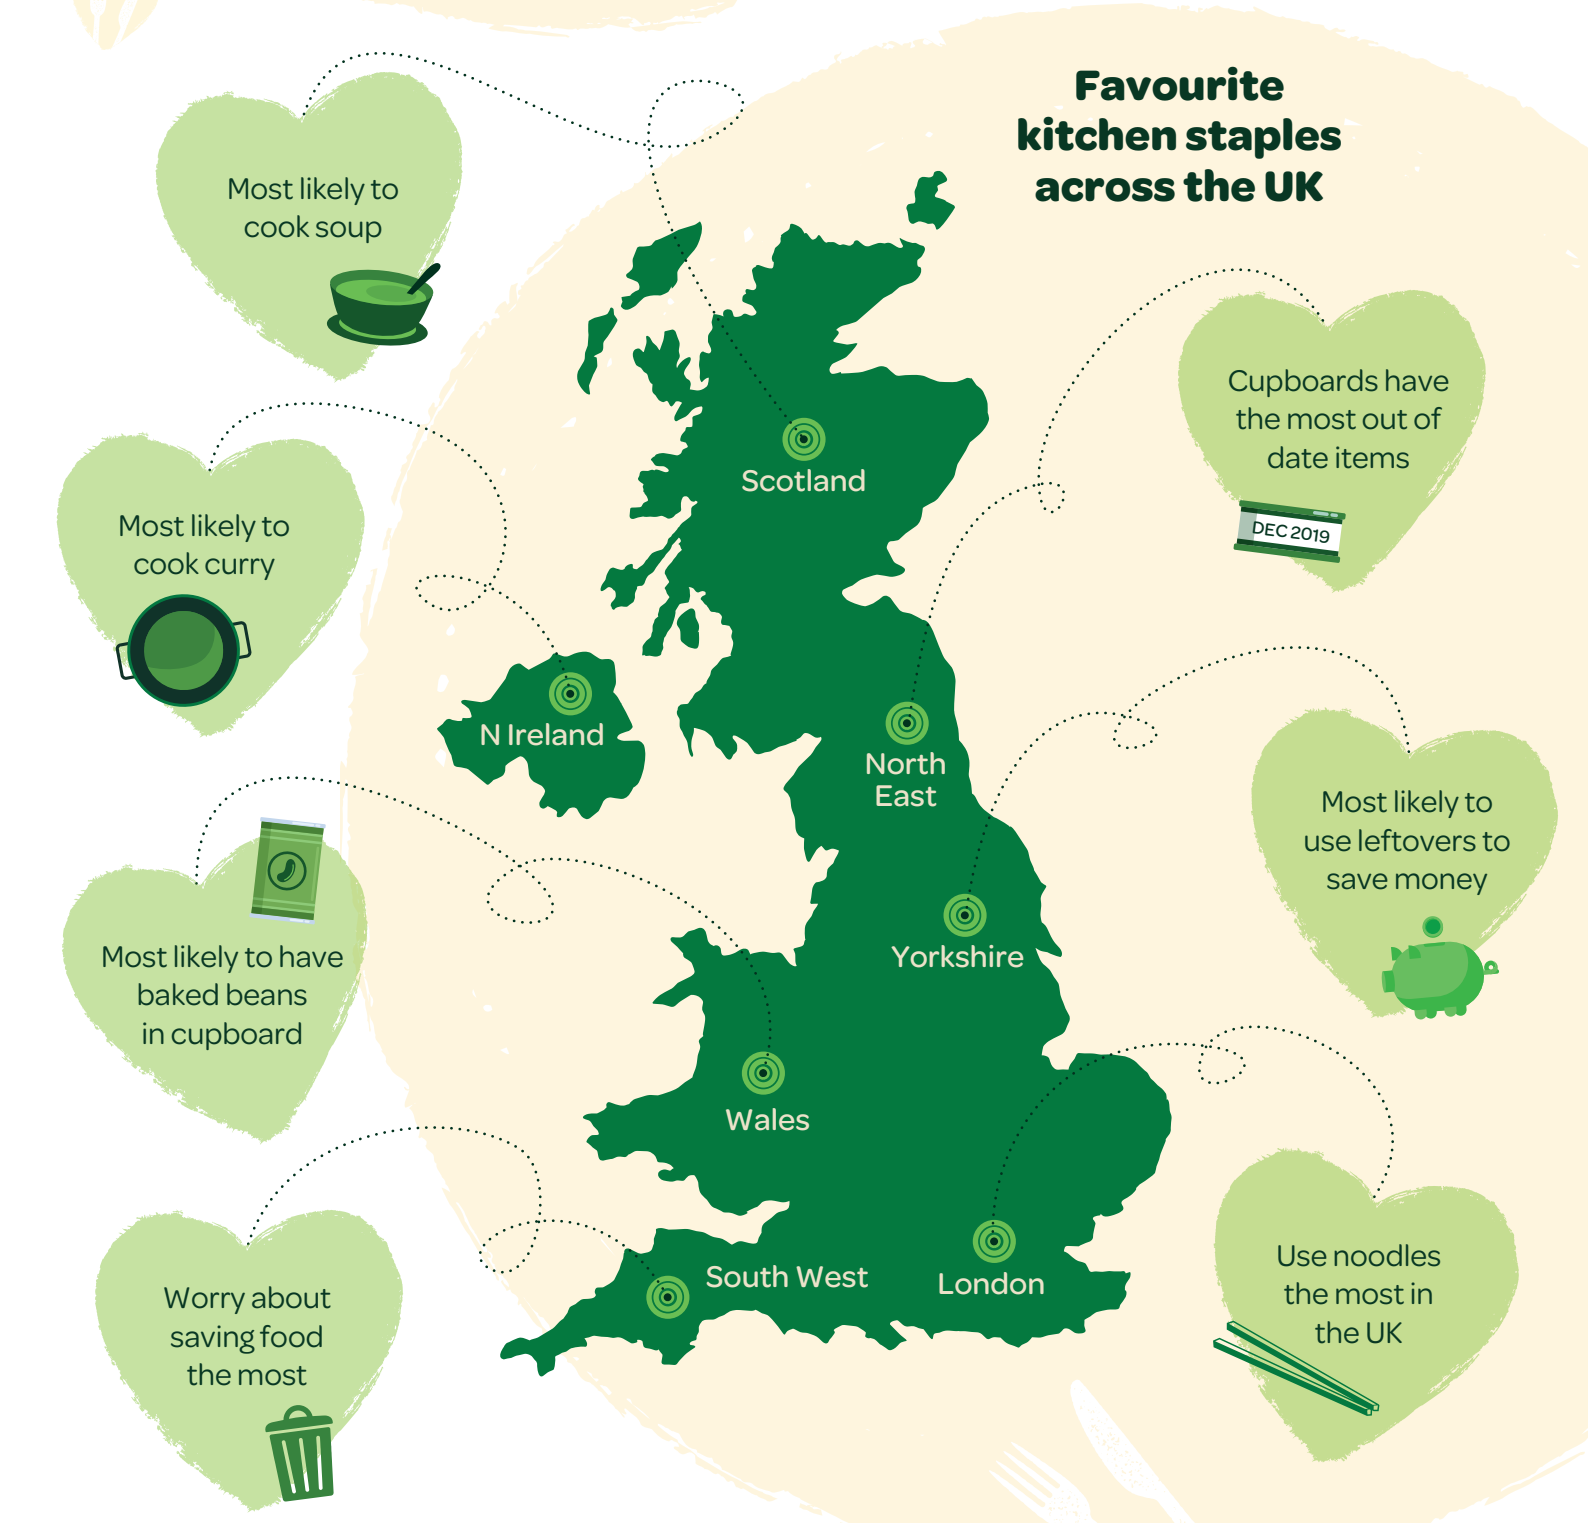 Favourite
kitchen staples
across the UK
Most likely to
cook soup
Cupboards have
the most out of
date items
DEC 2019
Scotland
Most likely to
cook curry
N Ireland
North
East
Most likely to
use leftovers to
save money
Yorkshire
Most likely to have
baked beans
in cupboard
Wales
Use noodles
the most in
the UK
London
South West
Worry about
saving food
the most